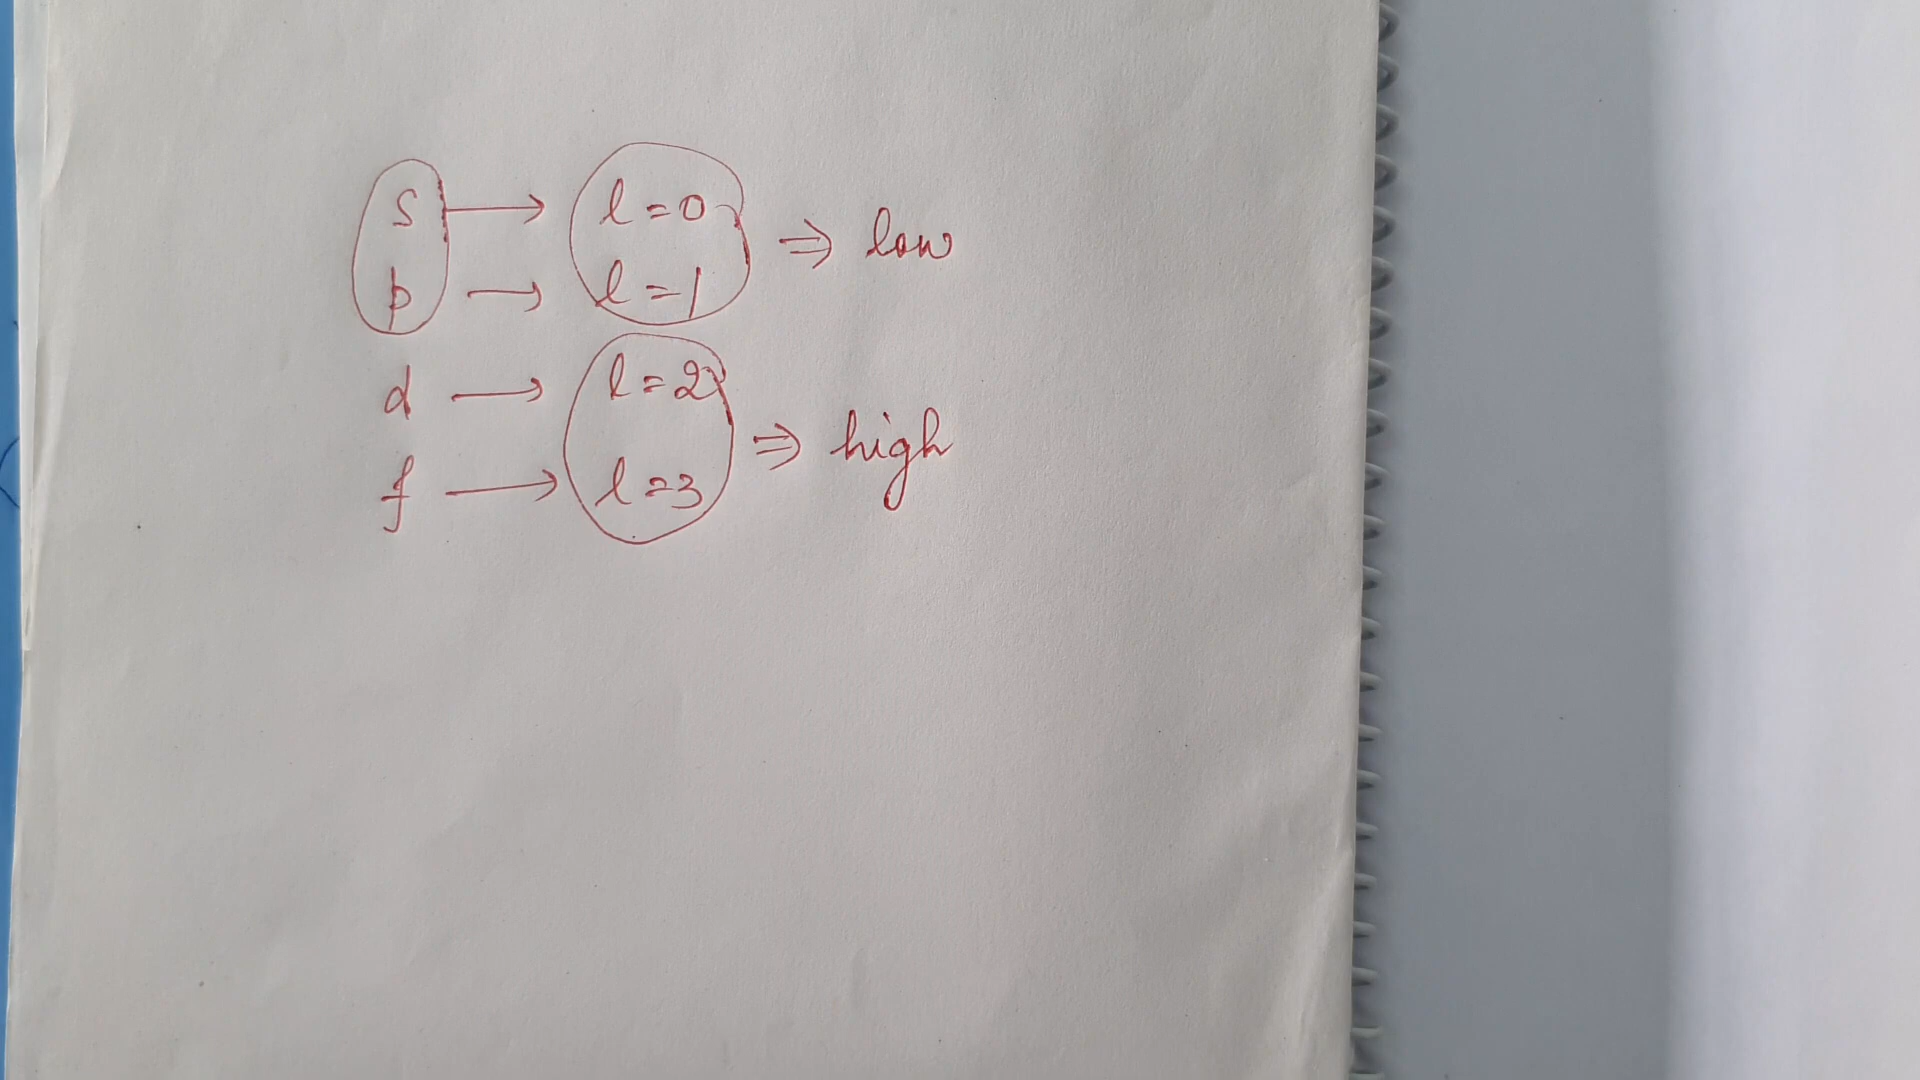 s → l = 0
⇒ low
p → l = 1
d → l = 2
⇒ high
f → l = 3